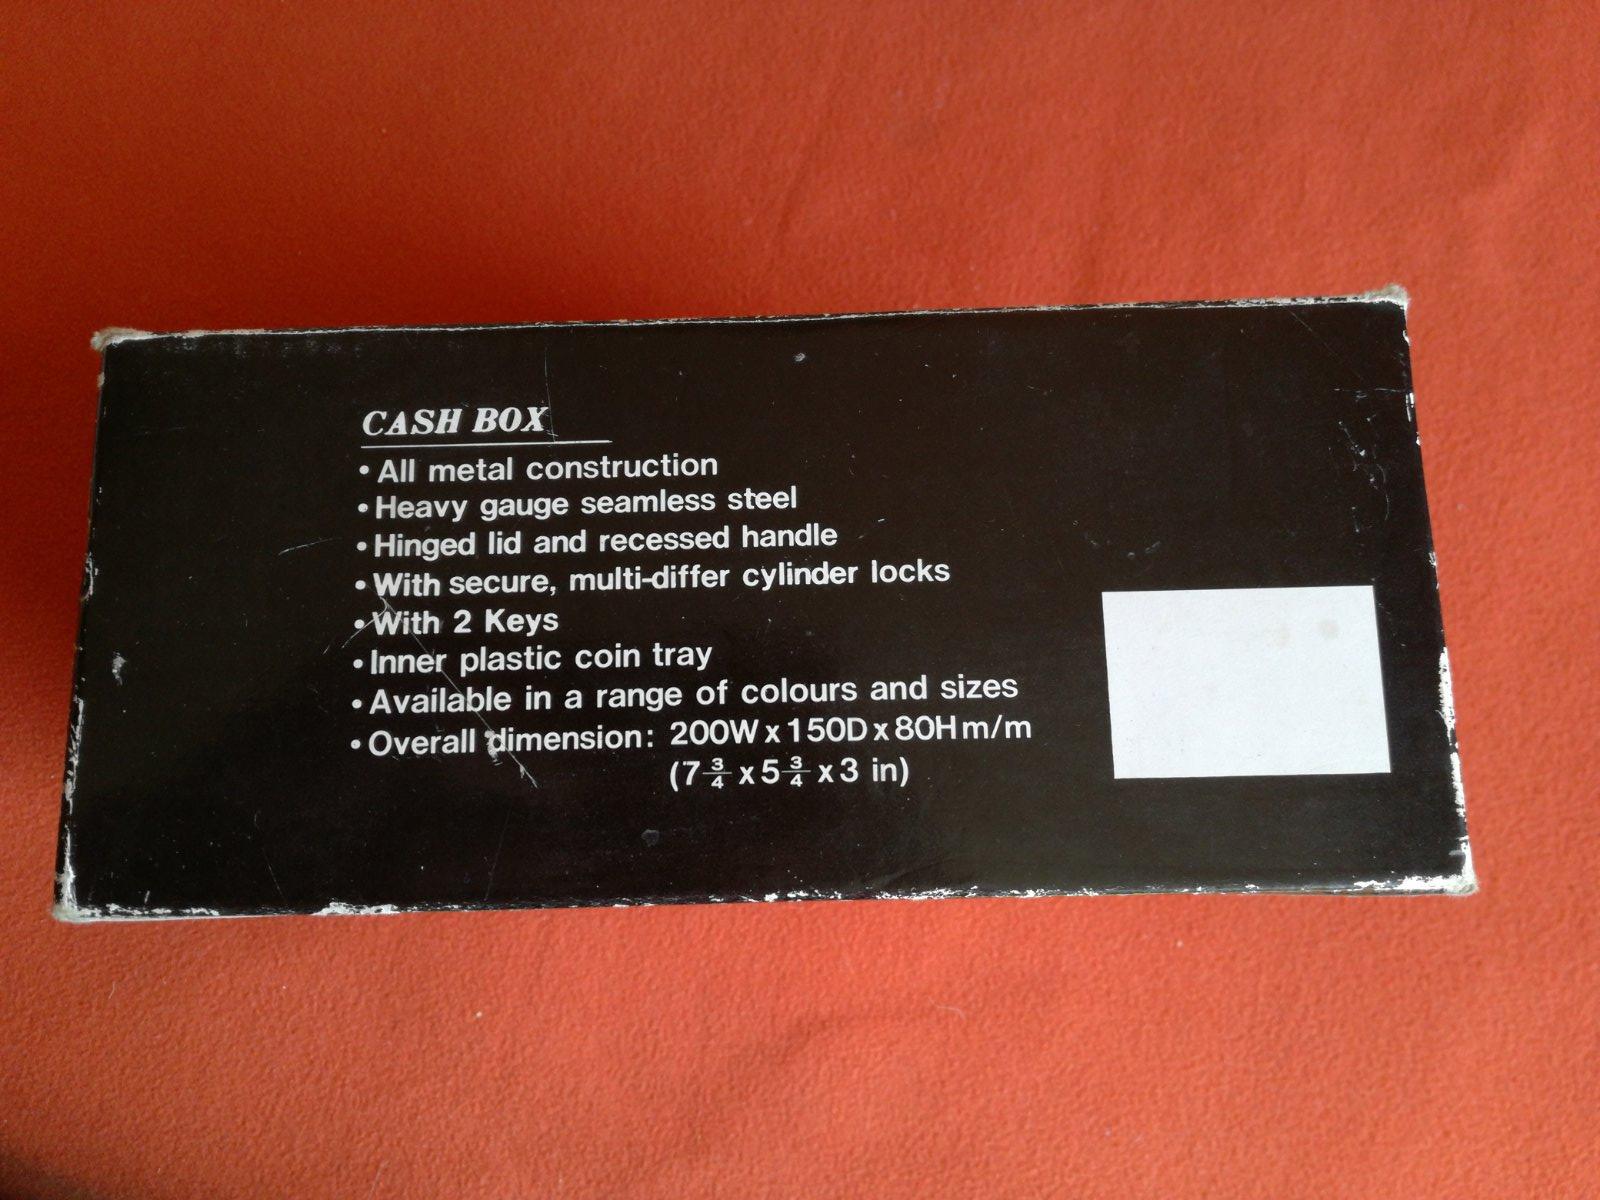 CASH BOX
• All metal construction
• Heavy gauge seamless steel
• Hinged lid and recessed handle
• With secure, multi-differ cylinder locks
• With 2 Keys
• Inner plastic coin tray
• Available in a range of colours and sizes
• Overall dimension: 200W x 150D x 80H m/m
(7 3/4 x 5 3/4 x 3 in)